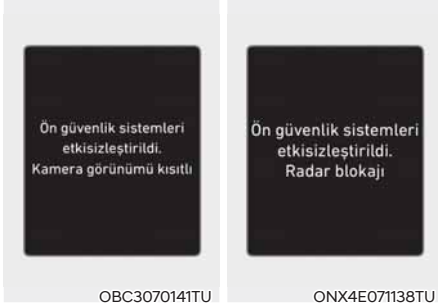 Ön güvenlik sistemleri
etkisizleştirildi.
Kamera görünümü kısıtlı
OBC3070141TU
Ön güvenlik sistemleri
etkisizleştirildi.
Radar blokajı
ONX4E071138TU